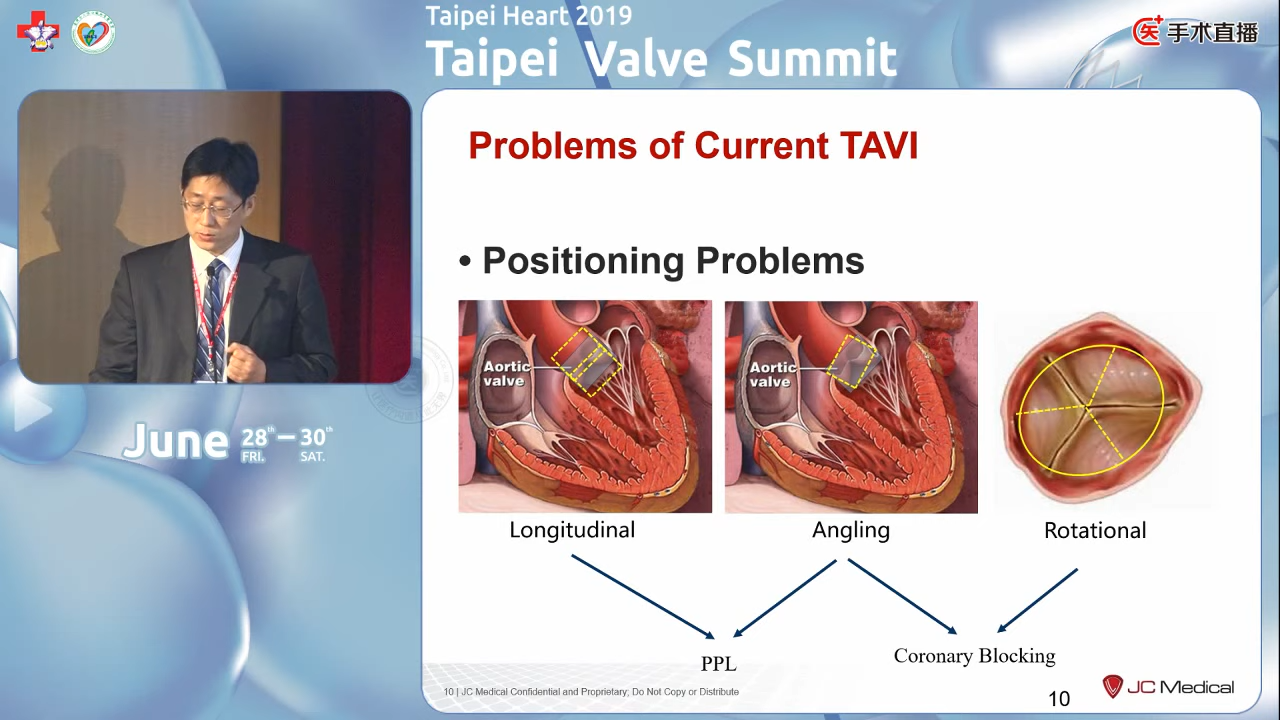 Taipei Heart 2019
Taipei Valve Summit
医 手术直播
Problems of Current TAVI
• Positioning Problems
Aortic
valve
Aortic
valve
Longitudinal
Angling
Rotational
June 28th – 30th
FRI. SAT.
PPL
Coronary Blocking
10 | JC Medical Confidential and Proprietary; Do Not Copy or Distribute
10
JC Medical